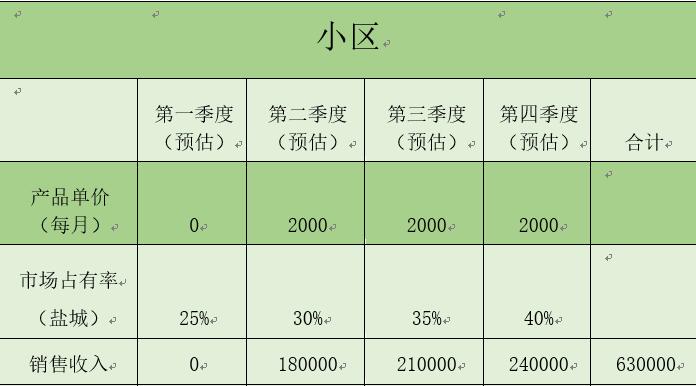 小区
第一季度 第二季度 第三季度 第四季度
（预估） （预估） （预估） （预估） 合计
产品单价
（每月） 0 2000 2000 2000
市场占有率
（盐城） 25% 30% 35% 40%
销售收入 0 180000 210000 240000 630000